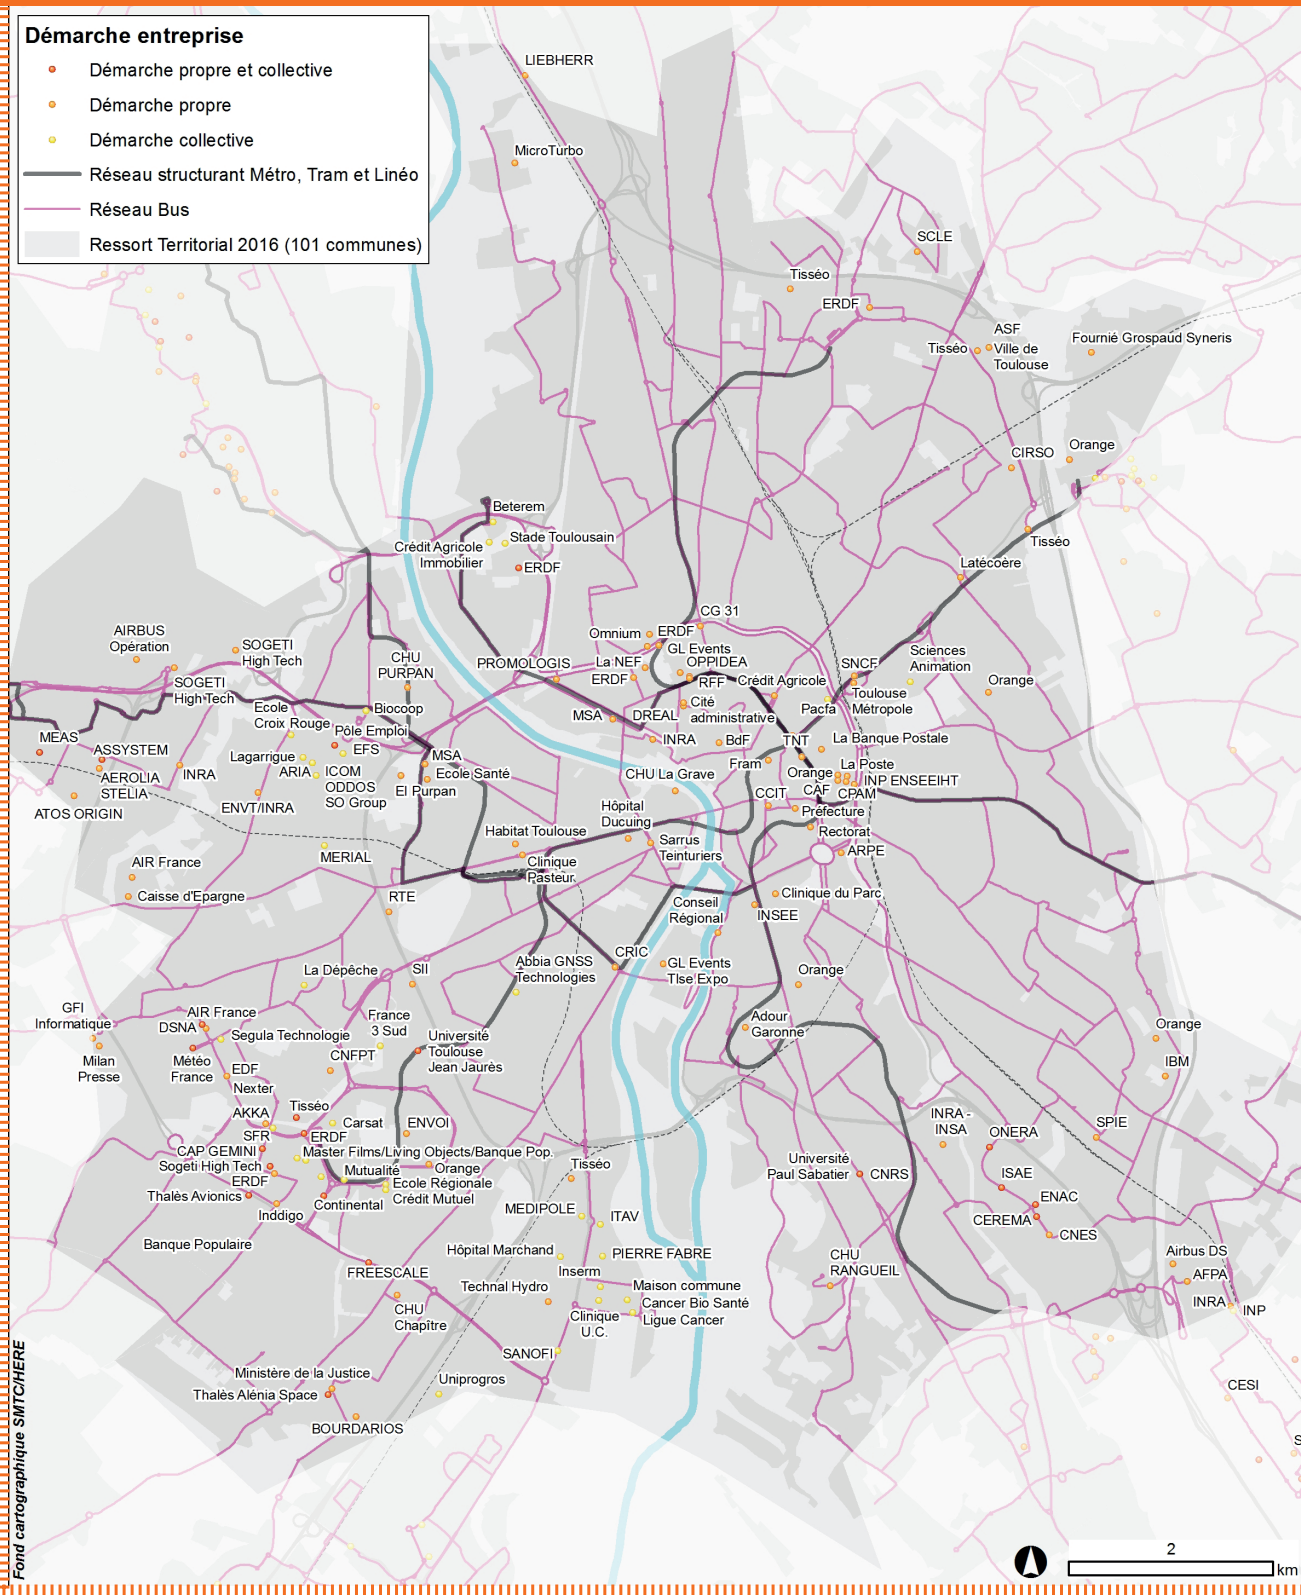 Démarche entreprise
Démarche propre et collective
Démarche propre
Démarche collective
Réseau structurant Métro, Tram et Linéo
Réseau Bus
Ressort Territorial 2016 (101 communes)
LIEBHERR
MicroTurbo
SCLE
Tisséo
ERDF
ASF
Tisséo
Ville de
Toulouse
Fournié Grospaud Syneris
CIRSO
Orange
Beterem
Stade Toulousain
Crédit Agricole
Immobilier
ERDF
Tisséo
Latécoère
CG 31
Omnium
ERDF
GL Events
La NEF
OPPIDEA
ERDF
RFF
PROMOLOGIS
Crédit Agricole
SNCF
Sciences
Animation
Orange
Toulouse
Métropole
Pacfa
Cité
administrative
MSA
DREAL
INRA
BdF
TNT
La Banque Postale
Fram
La Poste
Orange
INP ENSEEIHT
CHU La Grave
CAF
CPAM
CCIT
Préfecture
Rectorat
ARPE
AIRBUS
Opération
SOGETI
High Tech
CHU
PURPAN
SOGETI
High Tech
Ecole
Croix Rouge
Biocoop
Pôle Emploi
MEAS
ASSYSTEM
Lagarrigue
EFS
MSA
AEROLIA
STELIA
INRA
ARIA
ICOM
ODDOS
SO Group
Ecole Santé
El Purpan
ATOS ORIGIN
ENVT/INRA
Hôpital
Ducuing
Habitat Toulouse
Sarrus
Teinturiers
MERIAL
AIR France
Clinique
Pasteur
Caisse d'Epargne
RTE
Clinique du Parc
Conseil
Régional
INSEE
CRIC
Abbia GNSS
Technologies
GL Events
Tlse Expo
Orange
La Dépêche
SII
GFI
Informatique
AIR France
DSNA
Segula Technologie
France
3 Sud
Adour
Garonne
Université
Toulouse
Jean Jaurès
Milan
Presse
Météo
France
EDF
CNFPT
Nexter
Orange
IBM
AKKA
Tisséo
Carsat
ENVOI
SFR
ERDF
CAP GEMINI
Master Films/Living Objects/Banque Pop.
INRA -
INSA
ONERA
SPIE
Sogeti High Tech
Mutualité
Orange
Tisséo
ERDF
Ecole Régionale
Université
Paul Sabatier
CNRS
ISAE
Thalès Avionics
Continental
Crédit Mutuel
Inddigo
MEDIPOLE
ITAV
ENAC
CEREMA
CNES
Banque Populaire
Hôpital Marchand
PIERRE FABRE
CHU
RANGUEIL
Airbus DS
FREESCALE
Inserm
AFPA
Technal Hydro
Maison commune
Cancer Bio Santé
INRA
INP
CHU
Chapître
Clinique
U.C.
Ligue Cancer
SANOFI
Ministère de la Justice
Uniprogros
CESI
Thalès Alénia Space
BOURDARIOS
S
Fond cartographique SMTC/HERE
2
km